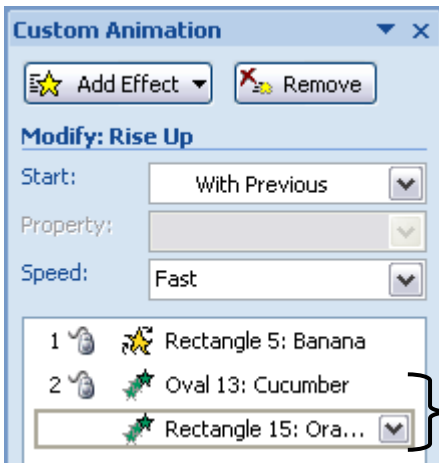 Custom Animation
Add Effect Remove
Modify: Rise Up
Start: With Previous
Property:
Speed: Fast
1 Rectangle 5: Banana
2 Oval 13: Cucumber
Rectangle 15: Ora...